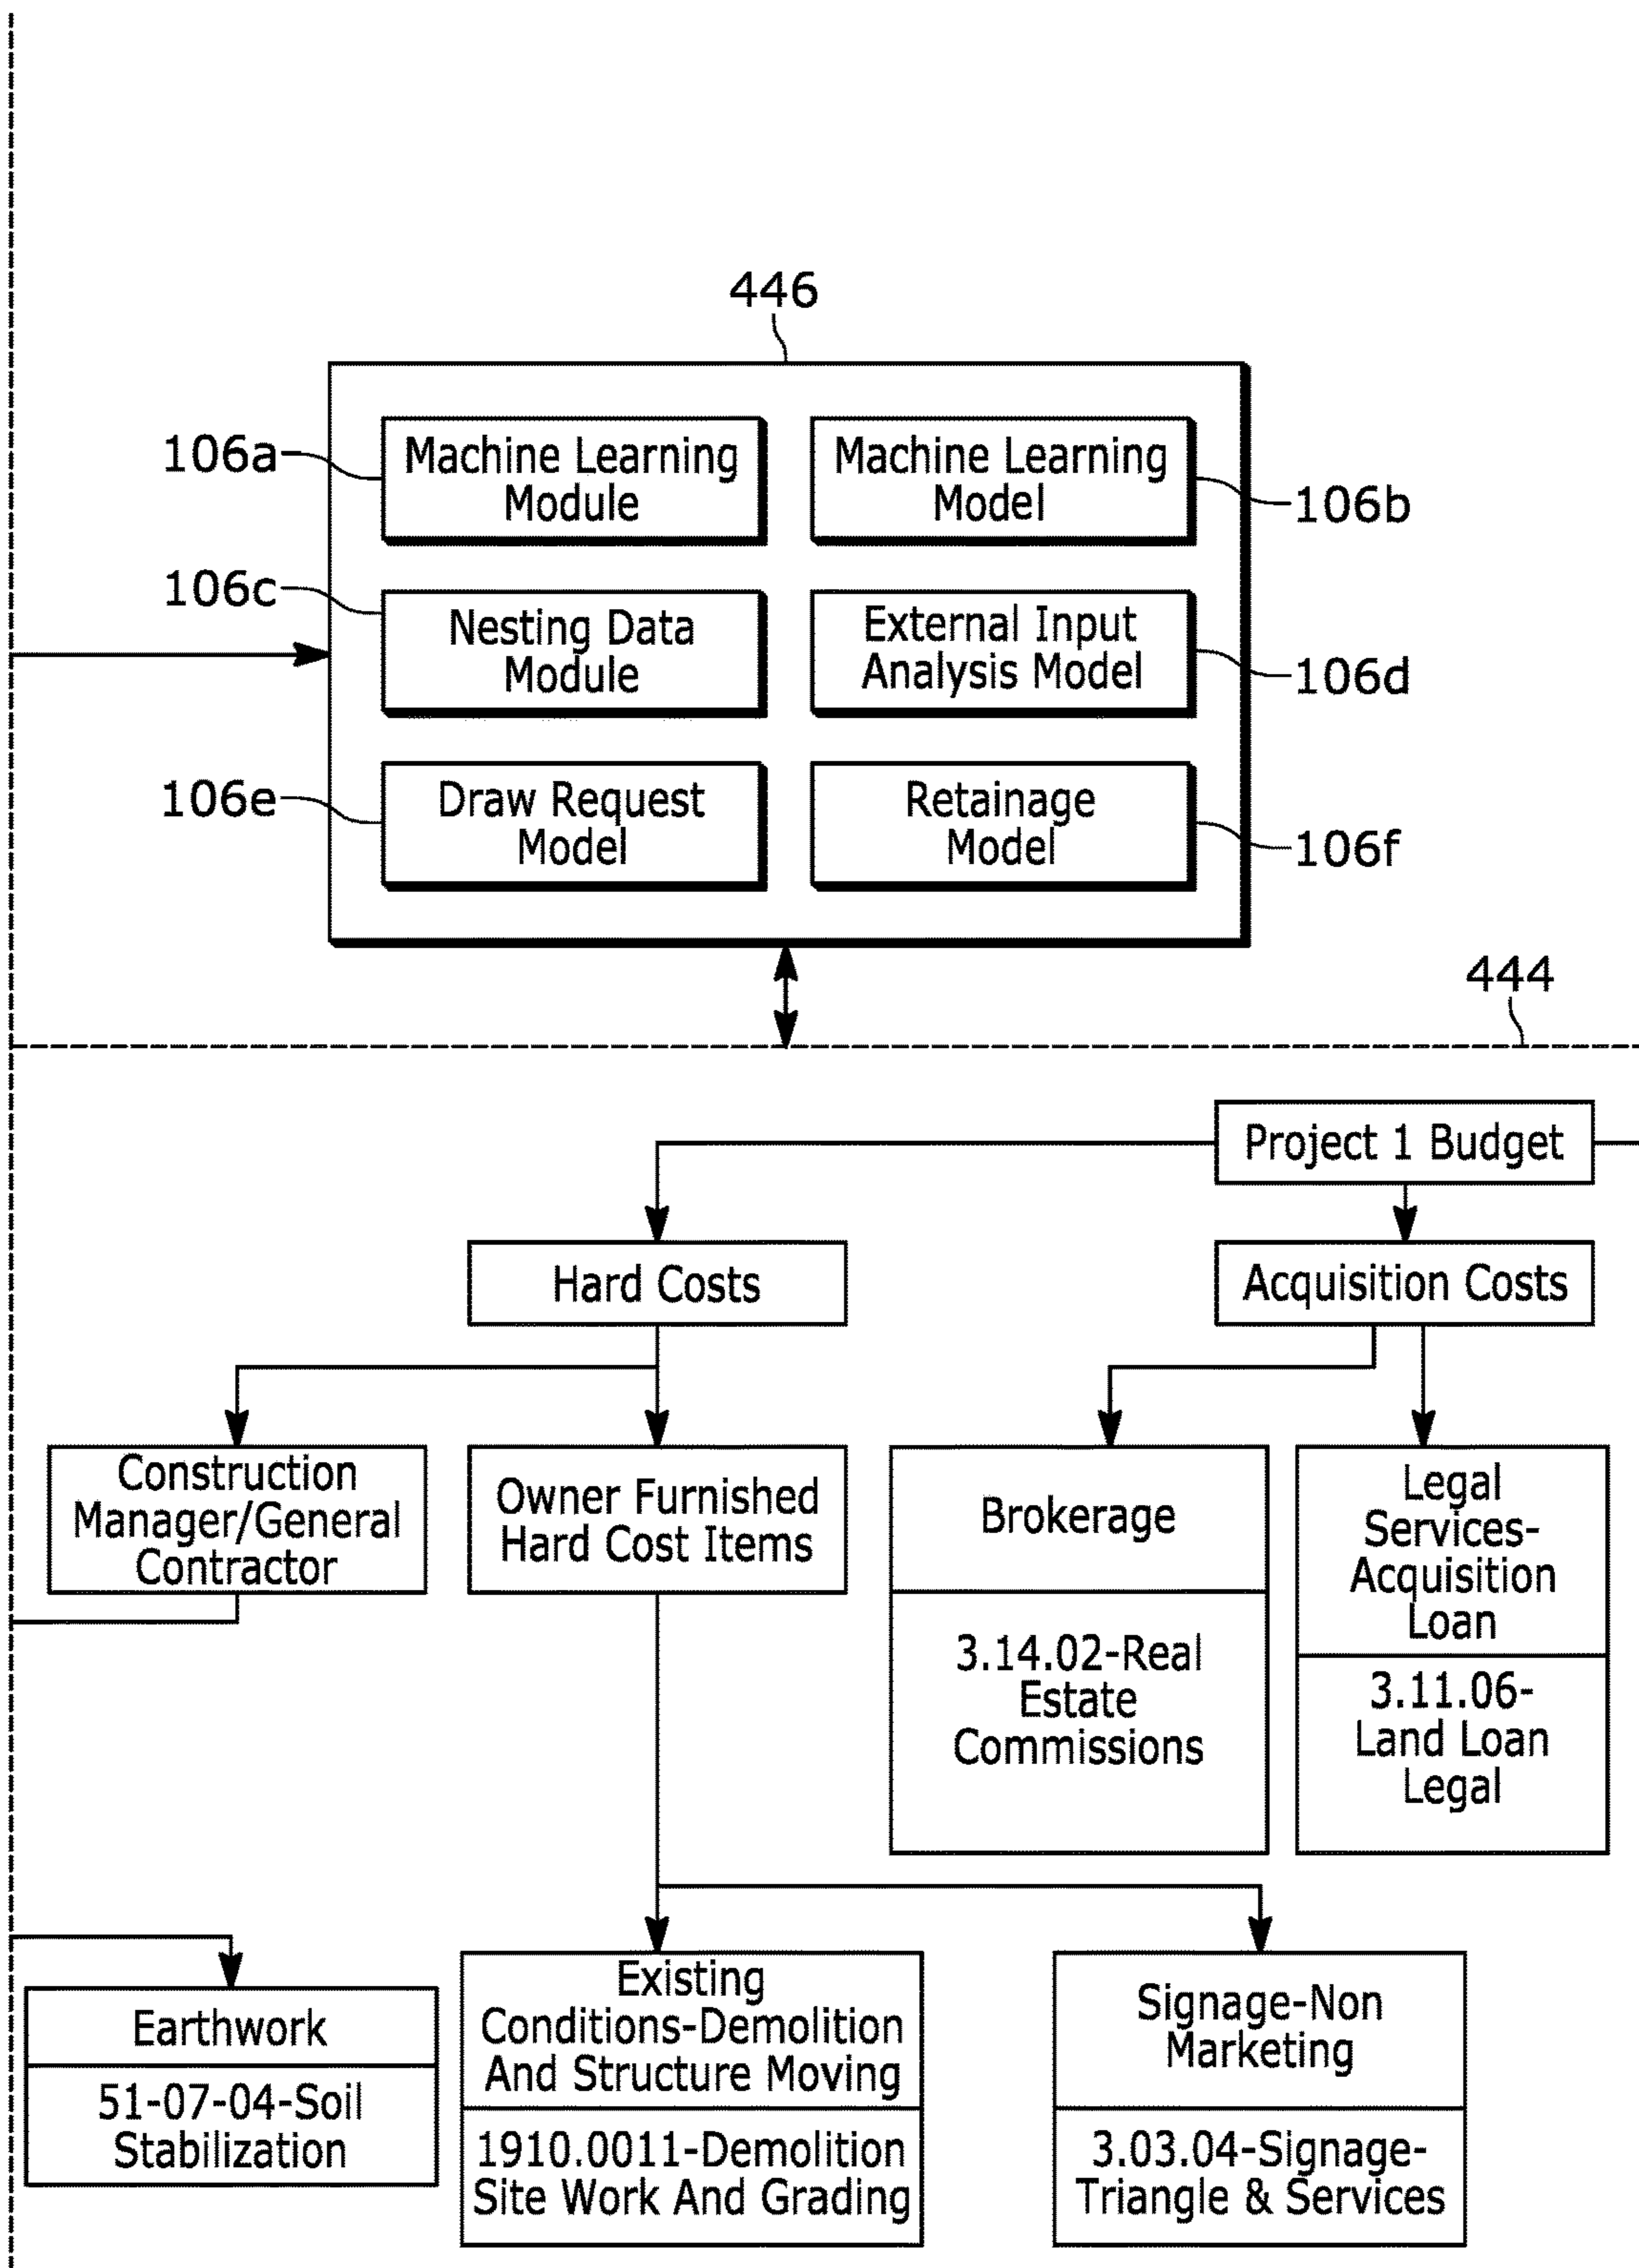 446
106a
Machine Learning
Module
Machine Learning
Model
106b
106c
Nesting Data
Module
External Input
Analysis Model
106d
106e
Draw Request
Model
Retainage
Model
106f
444
Project 1 Budget
Hard Costs
Acquisition Costs
Construction
Manager/General
Contractor
Owner Furnished
Hard Cost Items
Brokerage
3.14.02-Real
Estate
Commissions
Legal
Services-
Acquisition
Loan
3.11.06-
Land Loan
Legal
Earthwork
51-07-04-Soil
Stabilization
Existing
Conditions-Demolition
And Structure Moving
1910.0011-Demolition
Site Work And Grading
Signage-Non
Marketing
3.03.04-Signage-
Triangle & Services